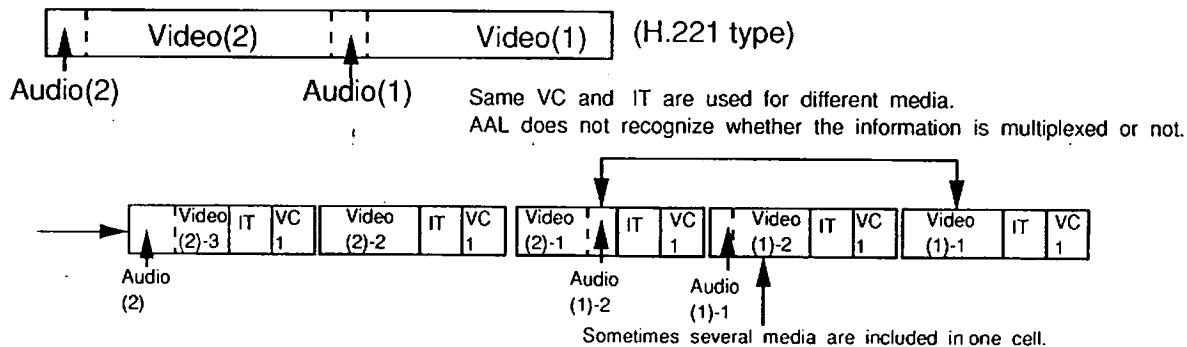 Video(2) Video(1) (H.221 type)
Audio(2) Audio(1)
Same VC and IT are used for different media.
AAL does not recognize whether the information is multiplexed or not.
Video (2)-3 IT VC 1 Video (2)-2 IT VC 1 Video (2)-1 IT VC 1 Video (1)-2 IT VC 1 Video (1)-1 IT VC 1
Audio (2) Audio (1)-2 Audio (1)-1
Sometimes several media are included in one cell.